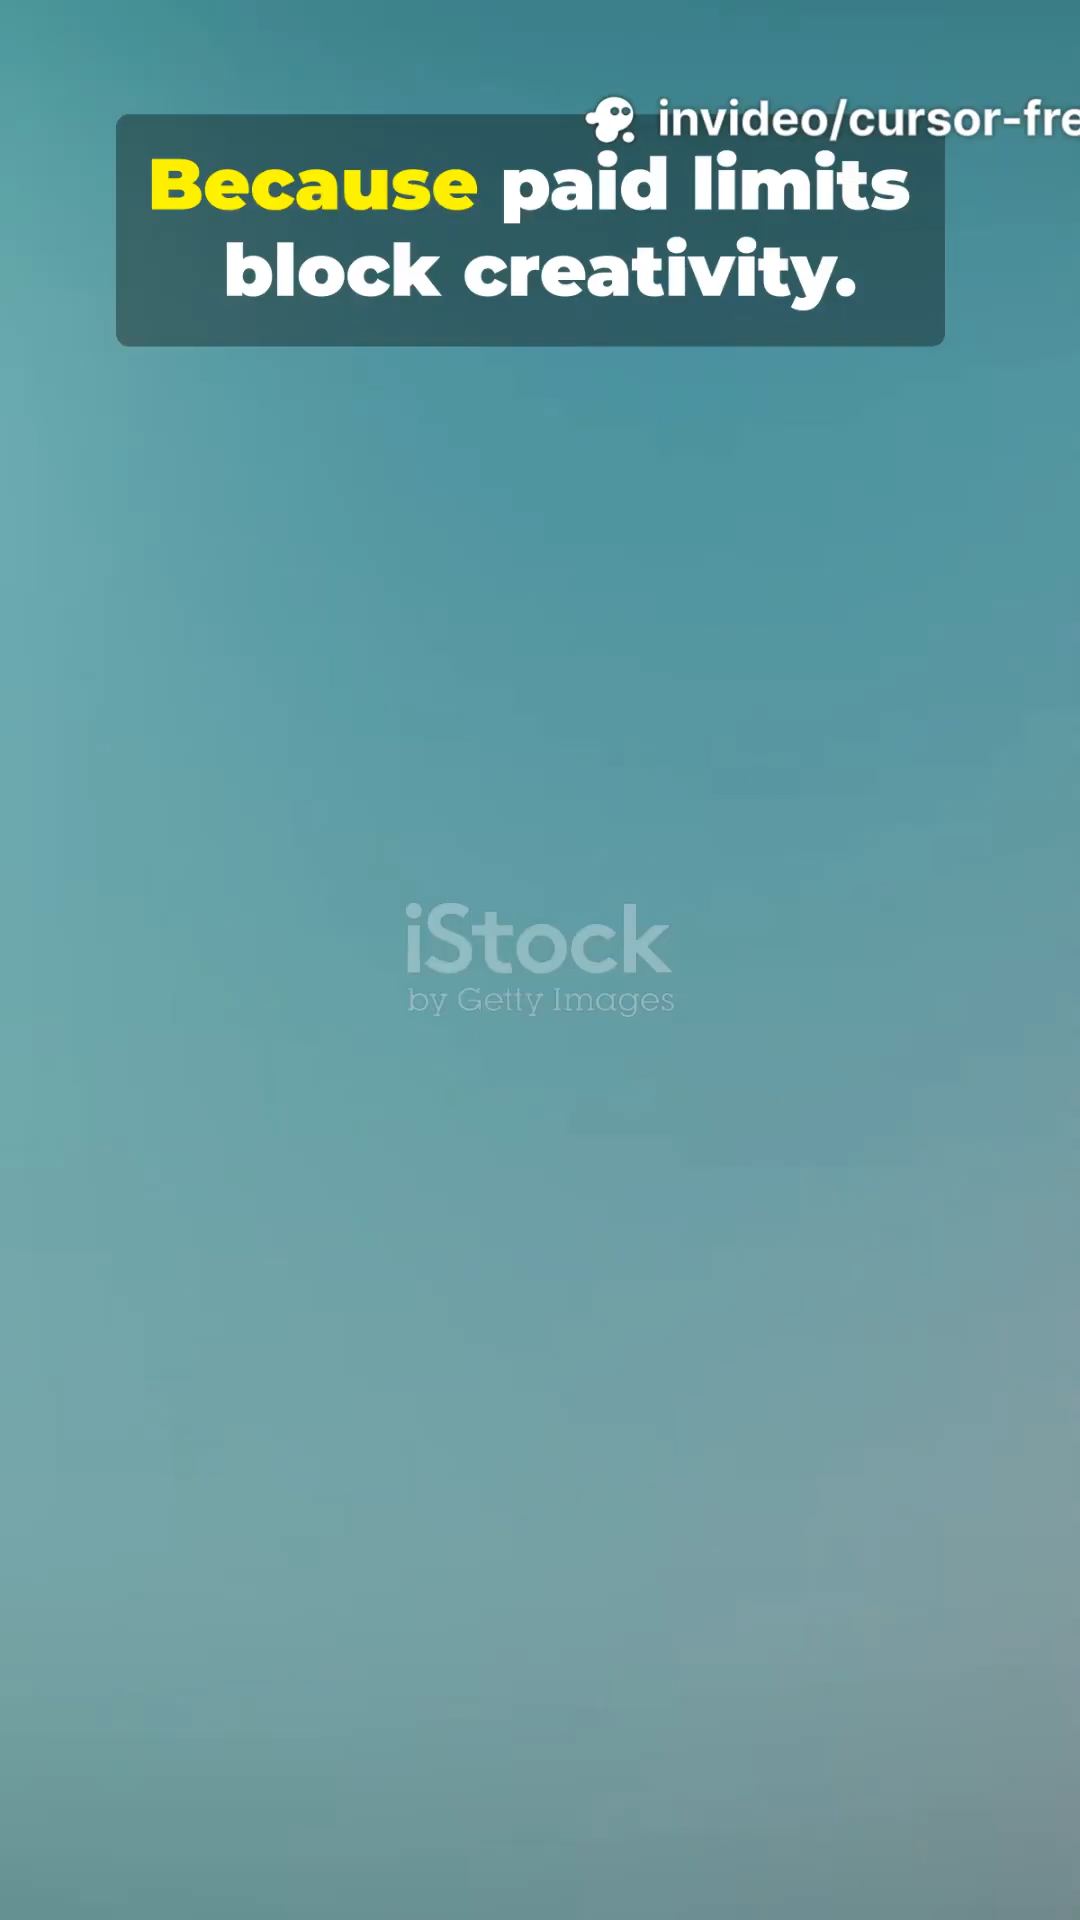 invideo/cursor-fre
Because paid limits
block creativity.
iStock
by Getty Images